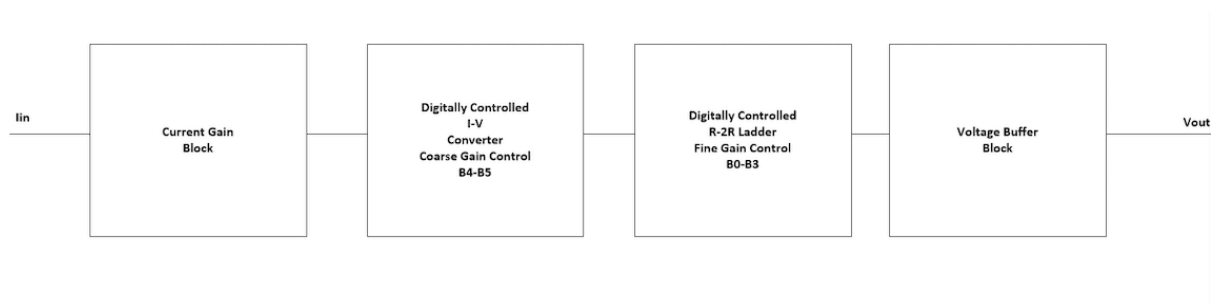 Iin
Current Gain
Block
Digitally Controlled
I-V
Converter
Coarse Gain Control
B4-B5
Digitally Controlled
R-2R Ladder
Fine Gain Control
B0-B3
Voltage Buffer
Block
Vout